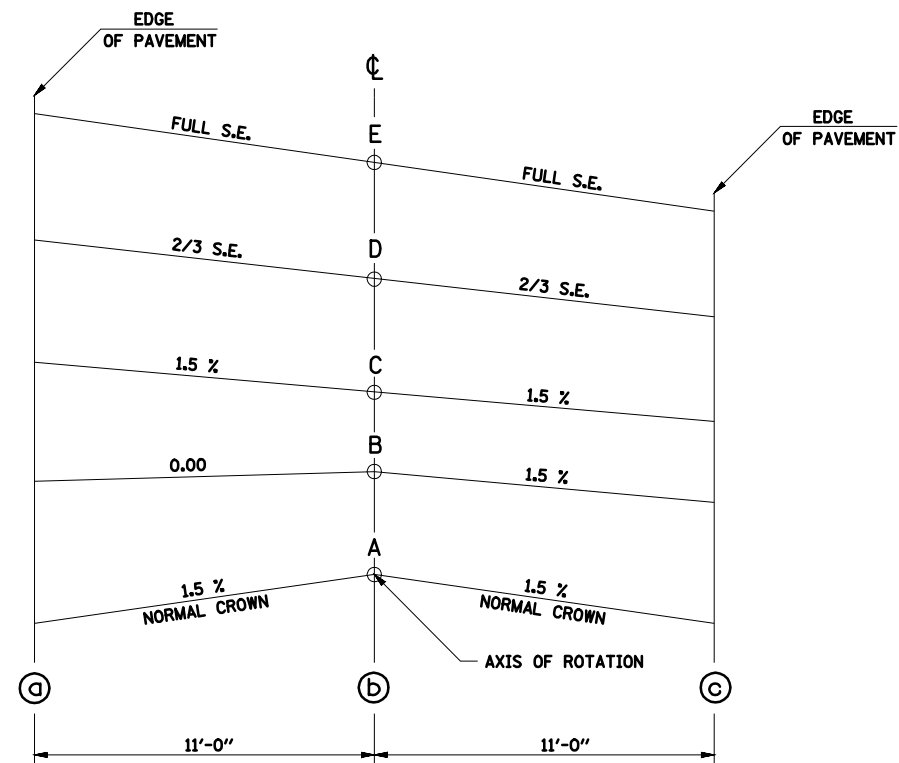 EDGE
OF PAVEMENT
℄
EDGE
OF PAVEMENT
FULL S.E.
E
FULL S.E.
2/3 S.E.
D
2/3 S.E.
1.5 %
C
1.5 %
0.00
B
1.5 %
A
1.5 %
NORMAL CROWN
1.5 %
NORMAL CROWN
AXIS OF ROTATION
a
b
c
11'-0"
11'-0"